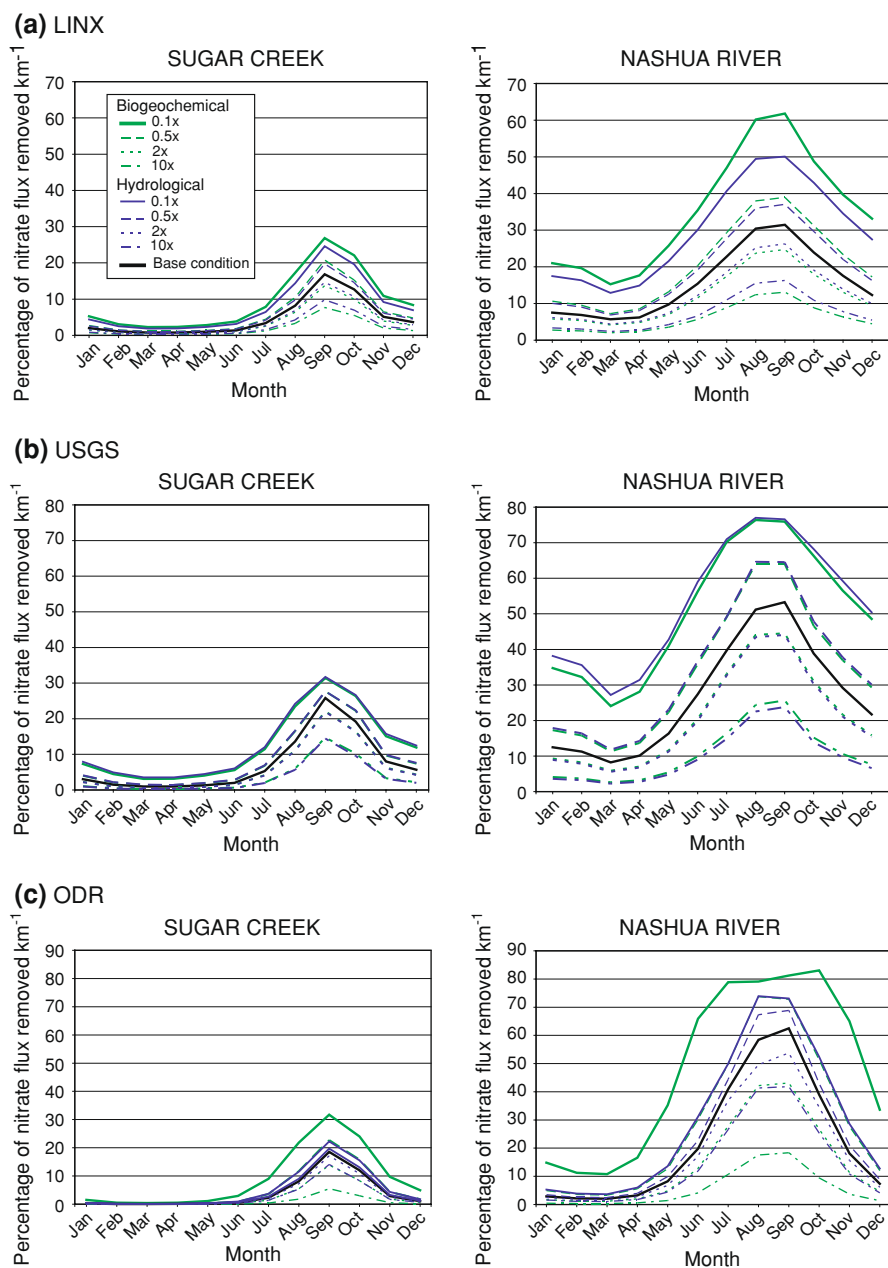 (a) LINX
SUGAR CREEK
Percentage of nitrate flux removed km-1
70
60
50
40
30
20
10
0
Biogeochemical
0.1x
0.5x
2x
10x
Hydrological
0.1x
0.5x
2x
10x
Base condition
Jan Feb Mar Apr May Jun Jul Aug Sep Oct Nov Dec
Month
NASHUA RIVER
Percentage of nitrate flux removed km-1
70
60
50
40
30
20
10
0
Jan Feb Mar Apr May Jun Jul Aug Sep Oct Nov Dec
Month
(b) USGS
SUGAR CREEK
Percentage of nitrate flux removed km-1
80
70
60
50
40
30
20
10
0
Jan Feb Mar Apr May Jun Jul Aug Sep Oct Nov Dec
Month
NASHUA RIVER
Percentage of nitrate flux removed km-1
80
70
60
50
40
30
20
10
0
Jan Feb Mar Apr May Jun Jul Aug Sep Oct Nov Dec
Month
(c) ODR
SUGAR CREEK
Percentage of nitrate flux removed km-1
90
80
70
60
50
40
30
20
10
0
Jan Feb Mar Apr May Jun Jul Aug Sep Oct Nov Dec
Month
NASHUA RIVER
Percentage of nitrate flux removed km-1
90
80
70
60
50
40
30
20
10
0
Jan Feb Mar Apr May Jun Jul Aug Sep Oct Nov Dec
Month